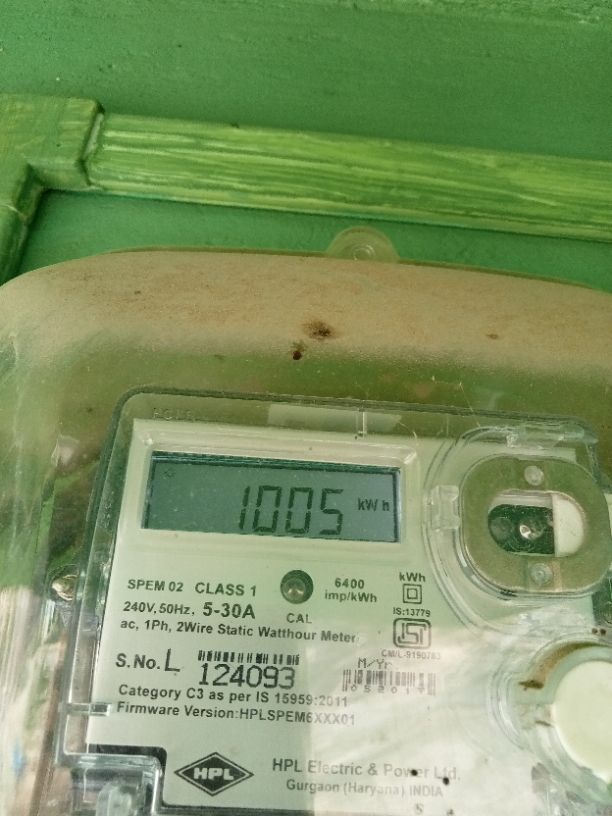 1005 kWh
SPEM 02 CLASS 1
6400
imp/kWh
kWh
240V, 50Hz, 5-30A
CAL
IS:13779
ac, 1Ph, 2Wire Static Watthour Meter
CM/L-9190783
S.No. L 124093
M/Yr
Category C3 as per IS 15959:2011
Firmware Version:HPLSPEM6XXX01
HPL
HPL Electric & Power Ltd.
Gurgaon (Haryana) INDIA